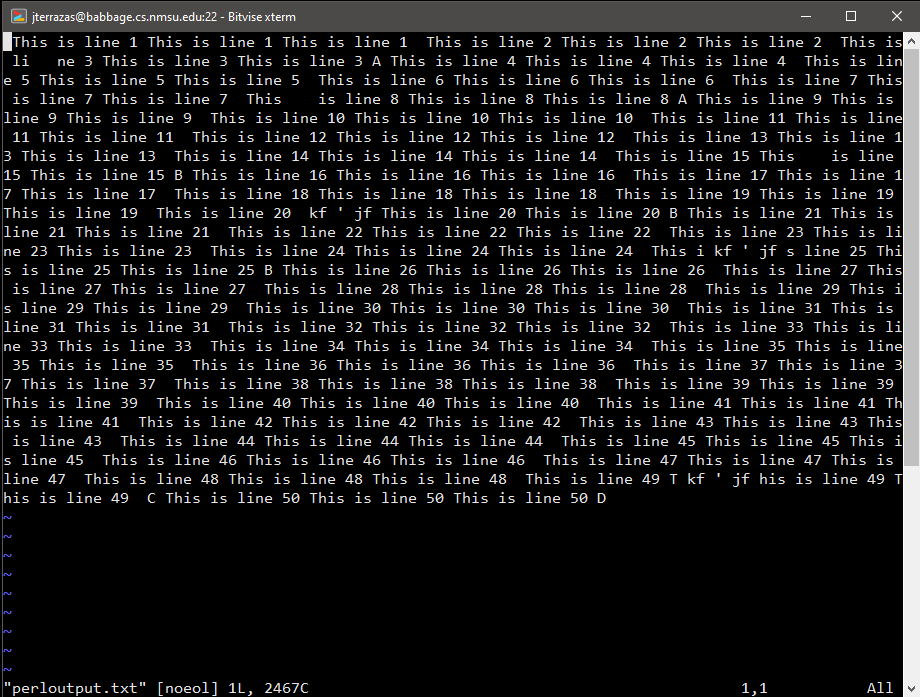 jterrazas@babbage.cs.nmsu.edu:22 - Bitvise xterm
This is line 1 This is line 1 This is line 1  This is line 2 This is line 2 This is line 2  This is
li   ne 3 This is line 3 This is line 3 A This is line 4 This is line 4 This is line 4  This is lin
e 5 This is line 5 This is line 5  This is line 6 This is line 6 This is line 6  This is line 7 This
 is line 7 This is line 7  This    is line 8 This is line 8 This is line 8 A This is line 9 This is
line 9 This is line 9  This is line 10 This is line 10 This is line 10  This is line 11 This is line
 11 This is line 11  This is line 12 This is line 12 This is line 12  This is line 13 This is line 1
3 This is line 13  This is line 14 This is line 14 This is line 14  This is line 15 This    is line
15 This is line 15 B This is line 16 This is line 16 This is line 16  This is line 17 This is line 1
7 This is line 17  This is line 18 This is line 18 This is line 18  This is line 19 This is line 19
This is line 19  This is line 20  kf ' jf This is line 20 This is line 20 B This is line 21 This is
line 21 This is line 21  This is line 22 This is line 22 This is line 22  This is line 23 This is li
ne 23 This is line 23  This is line 24 This is line 24 This is line 24  This i kf ' jf s line 25 Thi
s is line 25 This is line 25 B This is line 26 This is line 26 This is line 26  This is line 27 This
 is line 27 This is line 27  This is line 28 This is line 28 This is line 28  This is line 29 This i
s line 29 This is line 29  This is line 30 This is line 30 This is line 30  This is line 31 This is
line 31 This is line 31  This is line 32 This is line 32 This is line 32  This is line 33 This is li
ne 33 This is line 33  This is line 34 This is line 34 This is line 34  This is line 35 This is line
 35 This is line 35  This is line 36 This is line 36 This is line 36  This is line 37 This is line 3
7 This is line 37  This is line 38 This is line 38 This is line 38  This is line 39 This is line 39
This is line 39  This is line 40 This is line 40 This is line 40  This is line 41 This is line 41 Th
is is line 41  This is line 42 This is line 42 This is line 42  This is line 43 This is line 43 This
 is line 43  This is line 44 This is line 44 This is line 44  This is line 45 This is line 45 This i
s line 45  This is line 46 This is line 46 This is line 46  This is line 47 This is line 47 This is
line 47  This is line 48 This is line 48 This is line 48  This is line 49 T kf ' jf his is line 49 T
his is line 49  C This is line 50 This is line 50 This is line 50 D
~
~
~
~
~
~
~
~
~
"perloutput.txt" [noeol] 1L, 2467C 1,1 All